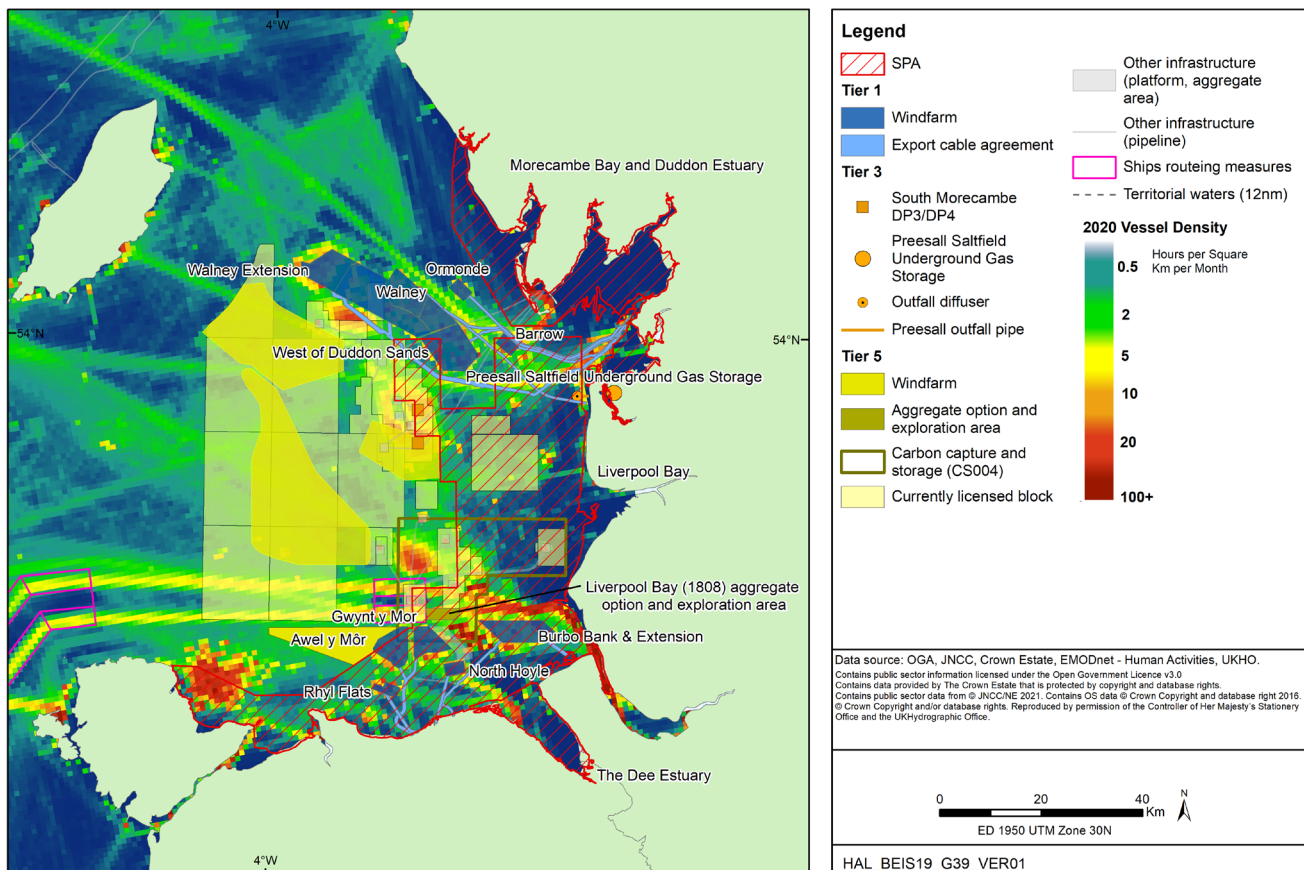 4°W
Morecambe Bay and Duddon Estuary
Walney Extension
Ormonde
Walney
54°N
54°N
Barrow
West of Duddon Sands
Preesall Saltfield Underground Gas Storage
Liverpool Bay
Liverpool Bay (1808) aggregate
option and exploration area
Gwynt y Mor
Awel y Môr
Burbo Bank & Extension
North Hoyle
Rhyl Flats
The Dee Estuary
4°W
Legend
SPA
Tier 1
Windfarm
Export cable agreement
Tier 3
South Morecambe
DP3/DP4
Preesall Saltfield
Underground Gas
Storage
Outfall diffuser
Preesall outfall pipe
Tier 5
Windfarm
Aggregate option and
exploration area
Carbon capture and
storage (CS004)
Currently licensed block
Other infrastructure
(platform, aggregate
area)
Other infrastructure
(pipeline)
Ships routeing measures
Territorial waters (12nm)
2020 Vessel Density
Hours per Square
Km per Month
0.5
2
5
10
20
100+
Data source: OGA, JNCC, Crown Estate, EMODnet - Human Activities, UKHO.
Contains public sector information licensed under the Open Government Licence v3.0
Contains data provided by The Crown Estate that is protected by copyright and database rights.
Contains public sector data from © JNCC/NE 2021. Contains OS data © Crown Copyright and database right 2016.
© Crown Copyright and/or database rights. Reproduced by permission of the Controller of Her Majesty's Stationery
Office and the UKHydrographic Office.
0 20 40
Km
N
ED 1950 UTM Zone 30N
HAL_BEIS19_G39_VER01